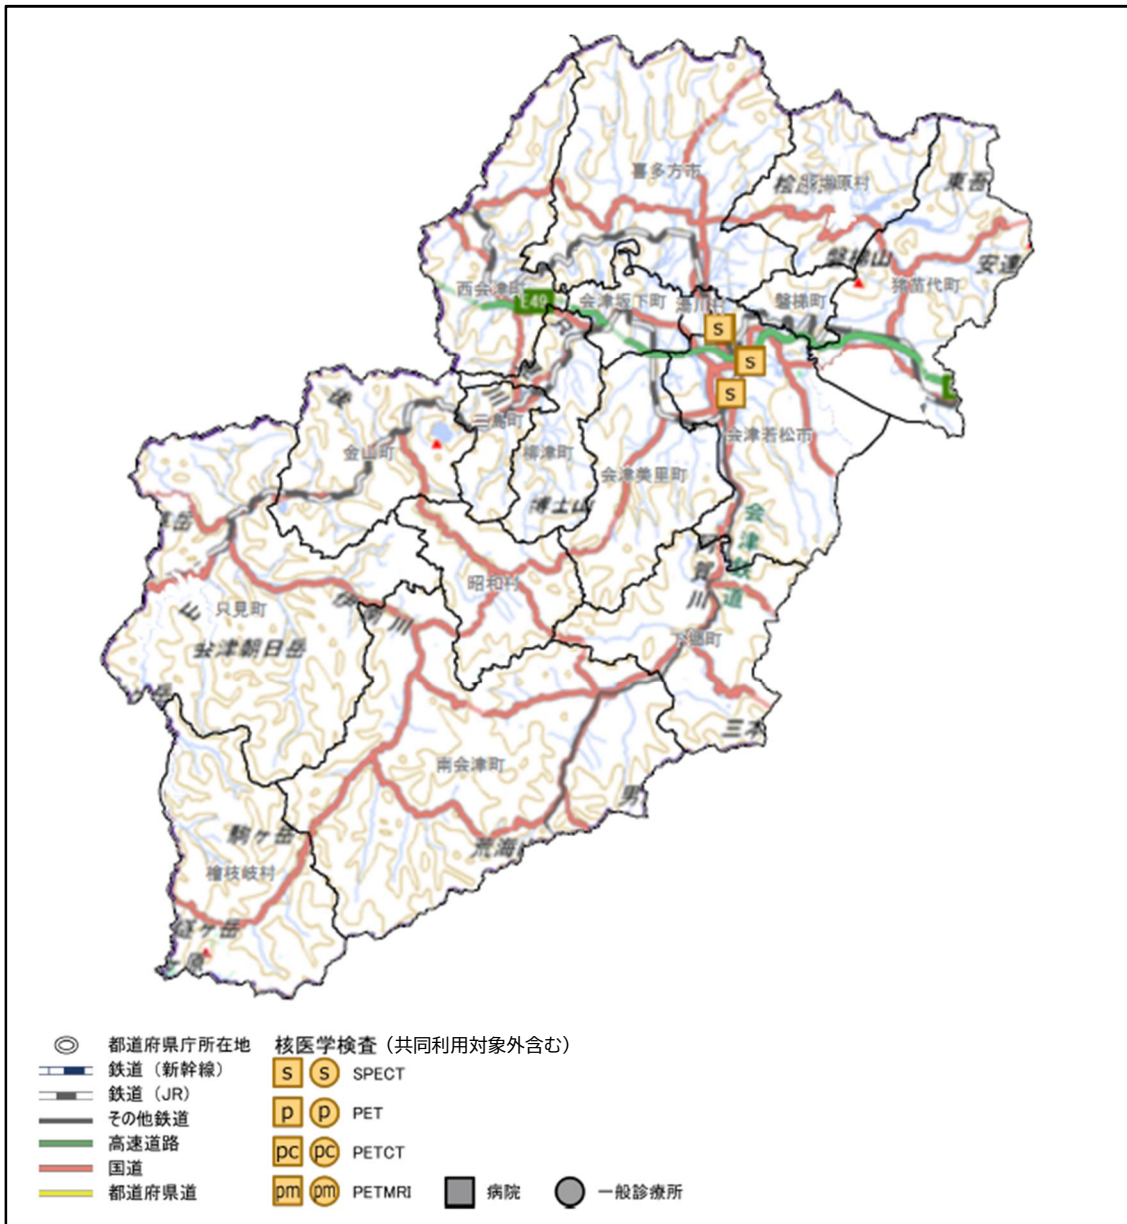 喜多方市
東吾
磐梯山
安達
猪苗代町
西会津町
E49
会津坂下町
磐梯町
s
s
s
三島町
金山町
柳津町
会津若松市
会津美里町
博士山
会津鉄道
阿賀川
昭和村
只見町
伊南川
会津朝日岳
下郷町
三本
南会津町
男
駒ヶ岳
荒海
檜枝岐村
都道府県庁所在地
鉄道（新幹線）
鉄道（JR）
その他鉄道
高速道路
国道
都道府県道
核医学検査（共同利用対象外含む）
s s SPECT
p p PET
pc pc PETCT
pm pm PETMRI
病院
一般診療所